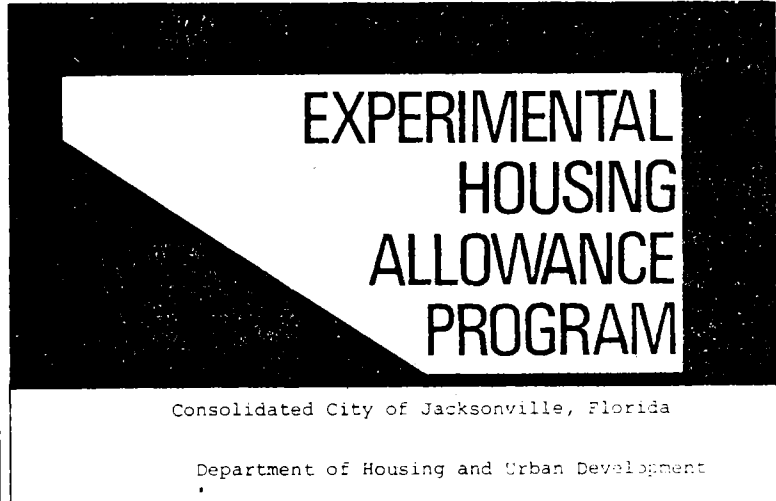 EXPERIMENTAL
HOUSING
ALLOWANCE
PROGRAM
Consolidated City of Jacksonville, Florida
Department of Housing and Urban Development